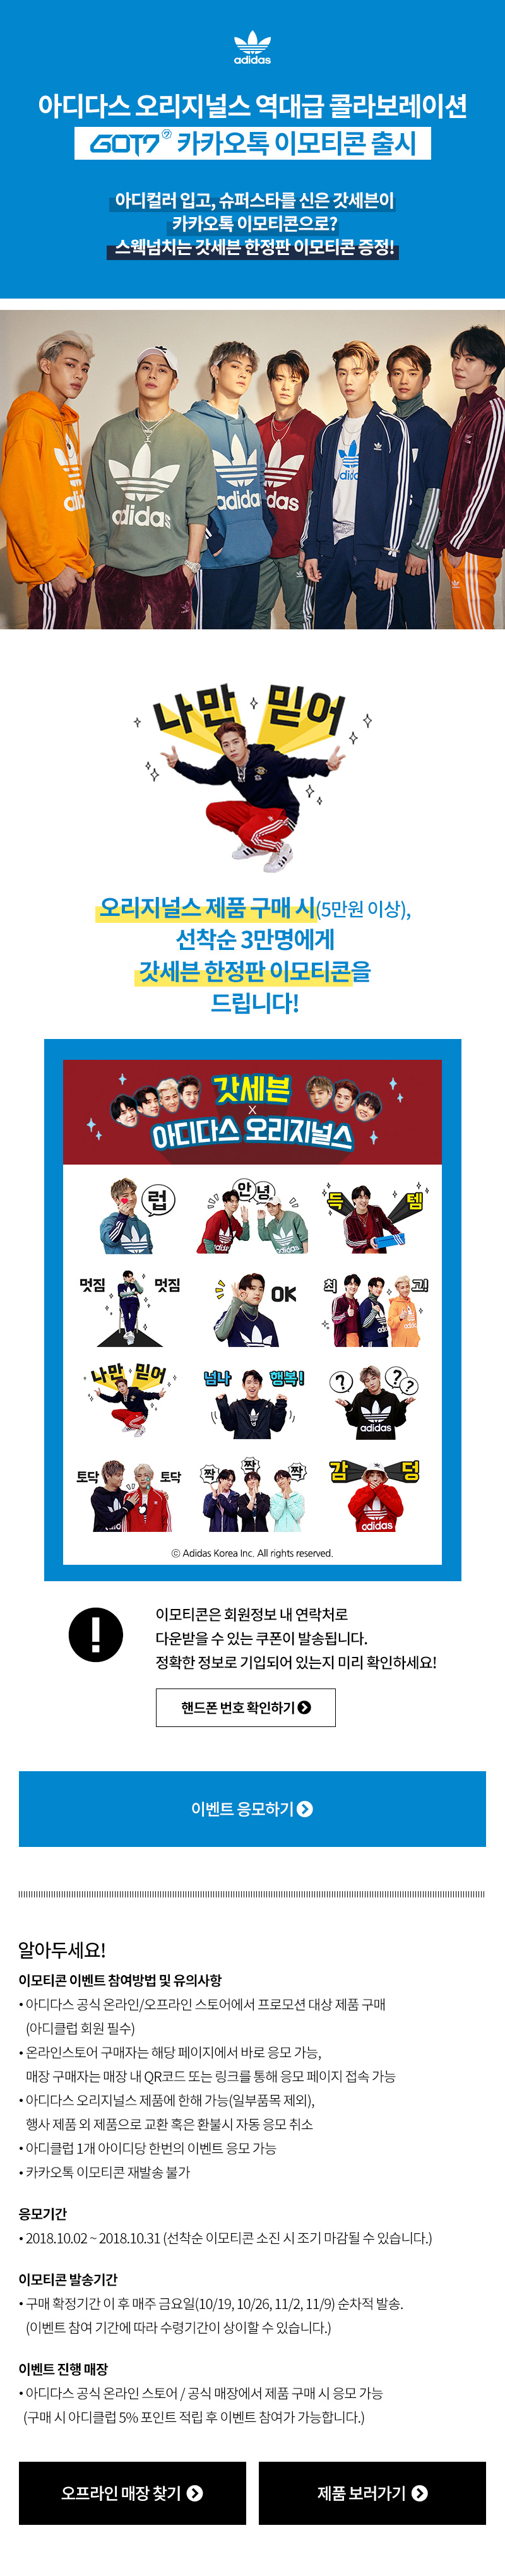 adidas
아디다스 오리지널스 역대급 콜라보레이션
GOT7 카카오톡 이모티콘 출시
아디컬러 입고, 슈퍼스타를 신은 갓세븐이
카카오톡 이모티콘으로?
스웩넘치는 갓세븐 한정판 이모티콘 증정!
adidas
adidas
adidas
나만 믿어
오리지널스 제품 구매 시(5만원 이상),
선착순 3만명에게
갓세븐 한정판 이모티콘을
드립니다!
갓세븐
X
아디다스 오리지널스
럽
안녕
득템
멋짐 멋짐
OK
최고!
나만 믿어
넘나 행복!
? ? ?
adidas
토닥 토닥
짝 짝 짝
감덩
adidas
ⓒ Adidas Korea Inc. All rights reserved.
이모티콘은 회원정보 내 연락처로
다운받을 수 있는 쿠폰이 발송됩니다.
정확한 정보로 기입되어 있는지 미리 확인하세요!
핸드폰 번호 확인하기
이벤트 응모하기
알아두세요!
이모티콘 이벤트 참여방법 및 유의사항
• 아디다스 공식 온라인/오프라인 스토어에서 프로모션 대상 제품 구매
(아디클럽 회원 필수)
• 온라인스토어 구매자는 해당 페이지에서 바로 응모 가능,
매장 구매자는 매장 내 QR코드 또는 링크를 통해 응모 페이지 접속 가능
• 아디다스 오리지널스 제품에 한해 가능(일부품목 제외),
행사 제품 외 제품으로 교환 혹은 환불시 자동 응모 취소
• 아디클럽 1개 아이디당 한번의 이벤트 응모 가능
• 카카오톡 이모티콘 재발송 불가
응모기간
• 2018.10.02 ~ 2018.10.31 (선착순 이모티콘 소진 시 조기 마감될 수 있습니다.)
이모티콘 발송기간
• 구매 확정기간 이 후 매주 금요일(10/19, 10/26, 11/2, 11/9) 순차적 발송.
(이벤트 참여 기간에 따라 수령기간이 상이할 수 있습니다.)
이벤트 진행 매장
• 아디다스 공식 온라인 스토어 / 공식 매장에서 제품 구매 시 응모 가능
(구매 시 아디클럽 5% 포인트 적립 후 이벤트 참여가 가능합니다.)
오프라인 매장 찾기
제품 보러가기